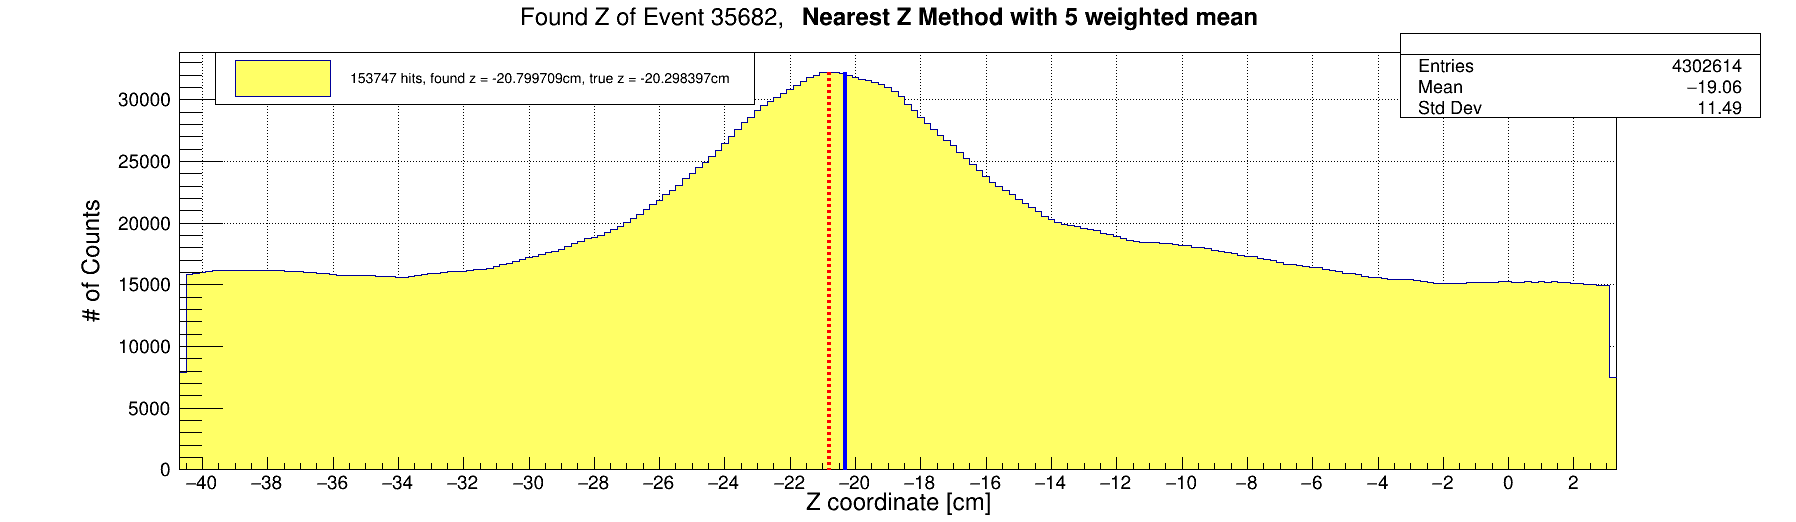 Found Z of Event 35682, Nearest Z Method with 5 weighted mean
153747 hits, found z = -20.799709cm, true z = -20.298397cm
Entries 4302614
Mean −19.06
Std Dev 11.49
30000
25000
20000
15000
10000
5000
0
# of Counts
−40 −38 −36 −34 −32 −30 −28 −26 −24 −22 −20 −18 −16 −14 −12 −10 −8 −6 −4 −2 0 2
Z coordinate [cm]